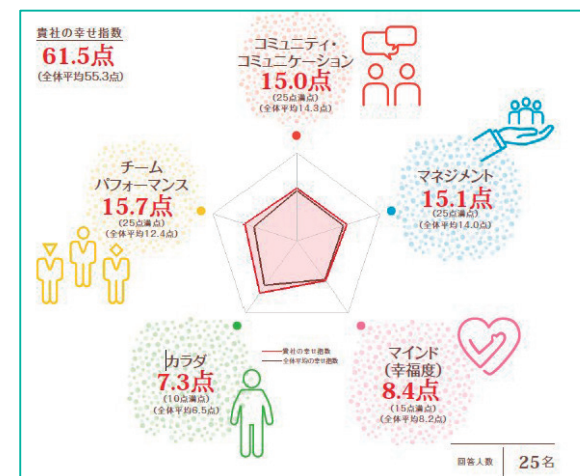 貴社の幸せ指数
61.5点
(全体平均55.3点)
コミュニティ・
コミュニケーション
15.0点
(25点満点)
(全体平均14.3点)
マネジメント
15.1点
(25点満点)
(全体平均14.0点)
チーム
パフォーマンス
15.7点
(25点満点)
(全体平均12.4点)
カラダ
7.3点
(10点満点)
(全体平均6.5点)
貴社の幸せ指数
全体平均の幸せ指数
マインド
(幸福度)
8.4点
(15点満点)
(全体平均8.2点)
回答人数 25名